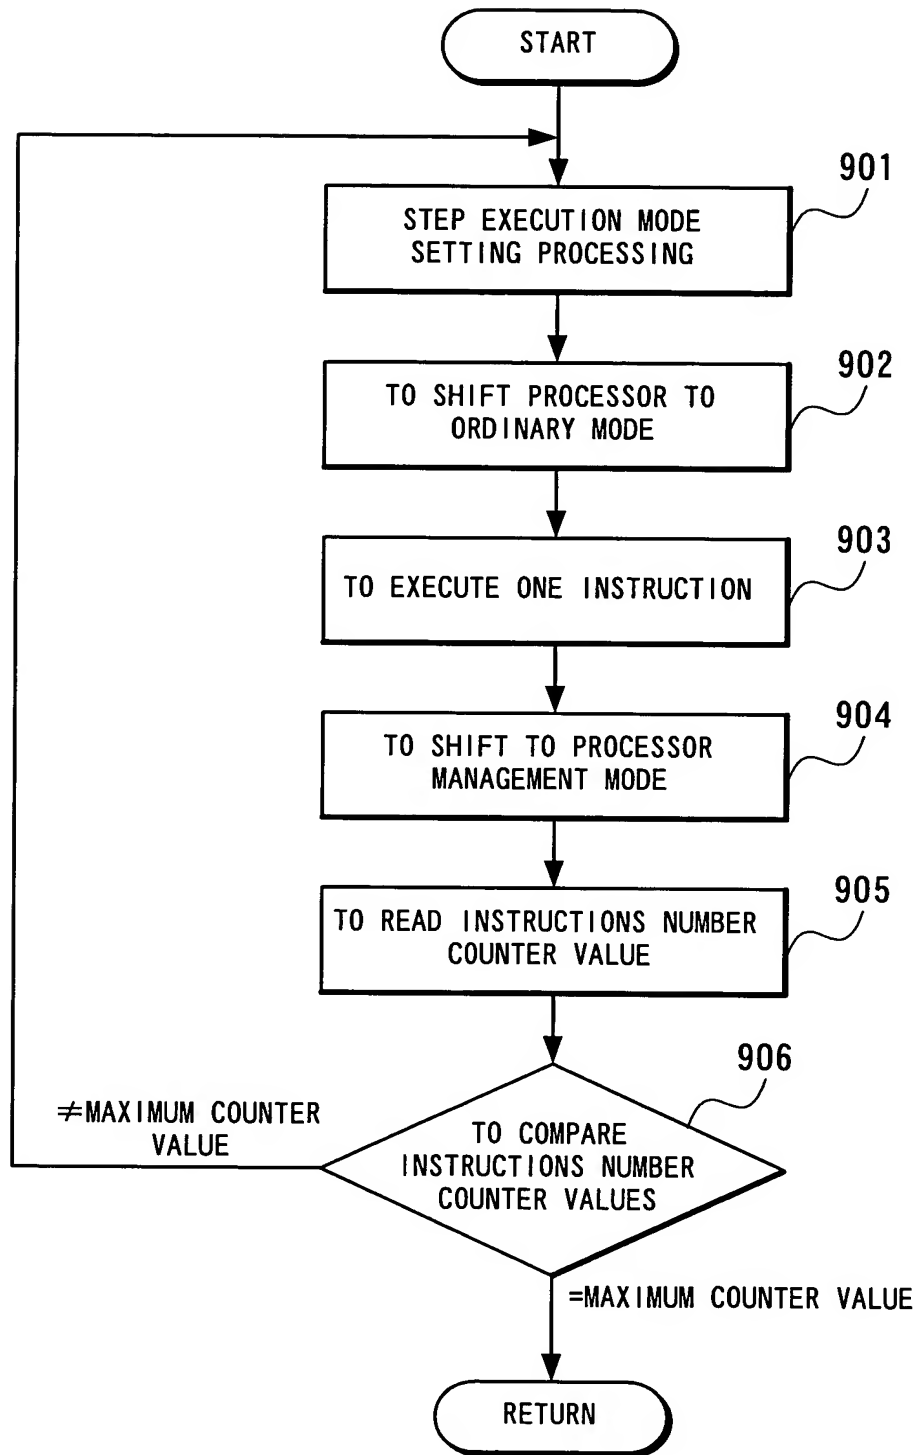 START
901
STEP EXECUTION MODE
SETTING PROCESSING
902
TO SHIFT PROCESSOR TO
ORDINARY MODE
903
TO EXECUTE ONE INSTRUCTION
904
TO SHIFT TO PROCESSOR
MANAGEMENT MODE
905
TO READ INSTRUCTIONS NUMBER
COUNTER VALUE
906
≠MAXIMUM COUNTER
VALUE
TO COMPARE
INSTRUCTIONS NUMBER
COUNTER VALUES
=MAXIMUM COUNTER VALUE
RETURN